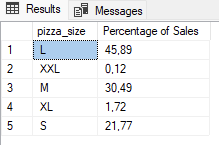 Results Messages
pizza_size Percentage of Sales
1 L 45,89
2 XXL 0,12
3 M 30,49
4 XL 1,72
5 S 21,77